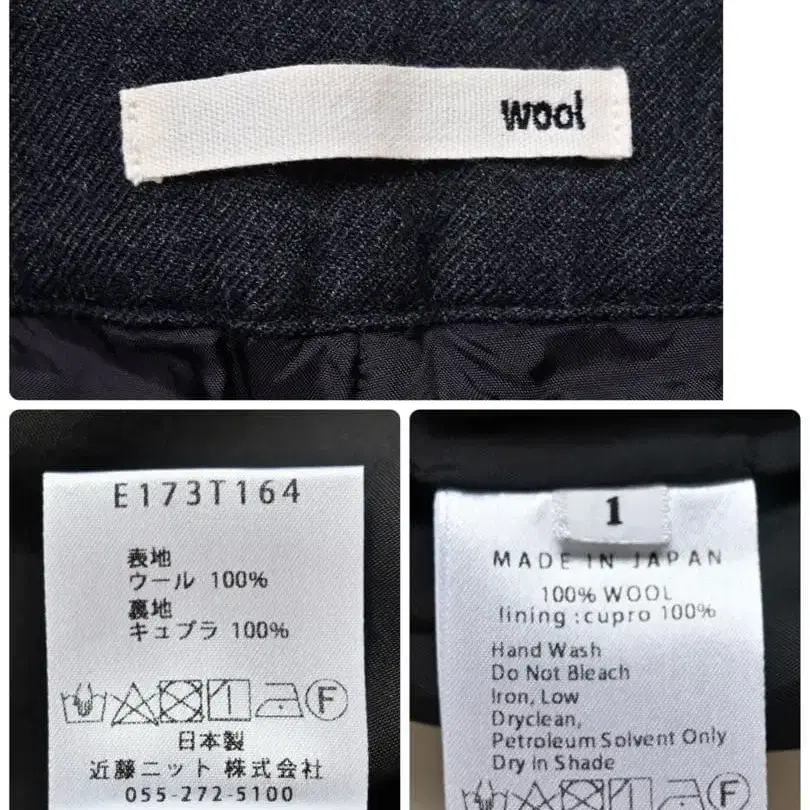 wool
E173T164
表地
ウール 100%
裏地
キュプラ 100%
F
日本製
近藤ニット 株式会社
055-272-5100
1
MADE IN JAPAN
100% WOOL
lining : cupro 100%
Hand Wash
Do Not Bleach
Iron, Low
Dryclean,
Petroleum Solvent Only
Dry in Shade
F